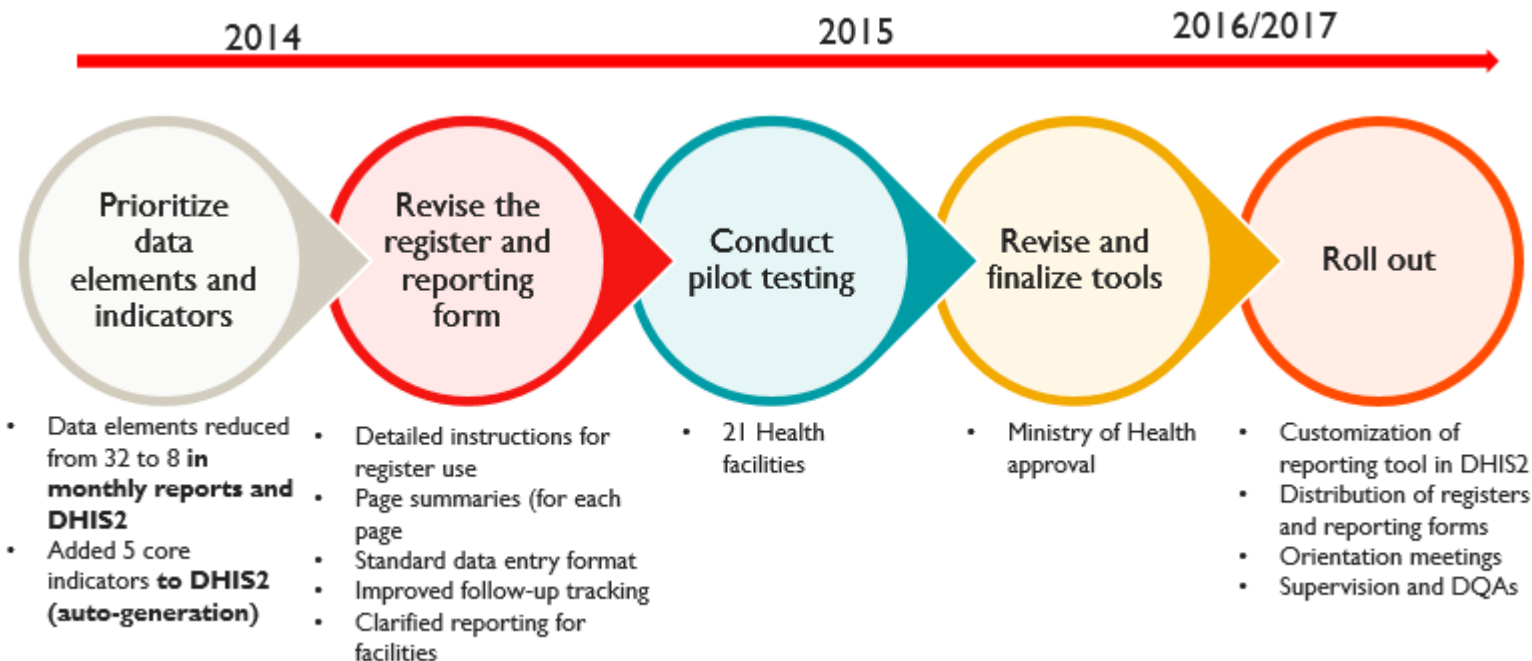 2014
2015
2016/2017
Prioritize
data
elements and
indicators
Revise the
register and
reporting
form
Conduct
pilot testing
Revise and
finalize tools
Roll out
• Data elements reduced
from 32 to 8 in
monthly reports and
DHIS2
• Added 5 core
indicators to DHIS2
(auto-generation)
• Detailed instructions for
register use
• Page summaries (for each
page
• Standard data entry format
• Improved follow-up tracking
• Clarified reporting for
facilities
• 21 Health
facilities
• Ministry of Health
approval
• Customization of
reporting tool in DHIS2
• Distribution of registers
and reporting forms
• Orientation meetings
• Supervision and DQAs